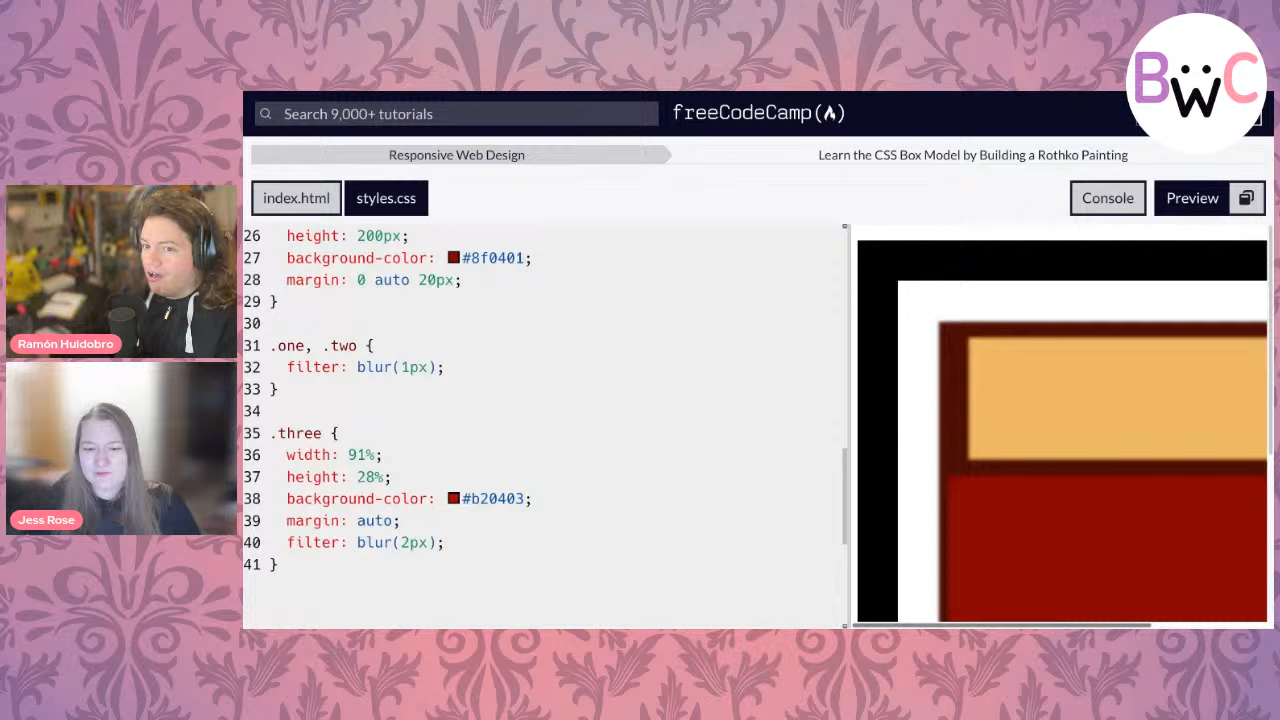 BWC
Search 9,000+ tutorials
freeCodeCamp(🔥)
Responsive Web Design
Learn the CSS Box Model by Building a Rothko Painting
index.html
styles.css
Console
Preview
26 height: 200px;
27 background-color: #8f0401;
28 margin: 0 auto 20px;
29 }
30
31 .one, .two {
32 filter: blur(1px);
33 }
34
35 .three {
36 width: 91%;
37 height: 28%;
38 background-color: #b20403;
39 margin: auto;
40 filter: blur(2px);
41 }
Ramón Huidobro
Jess Rose